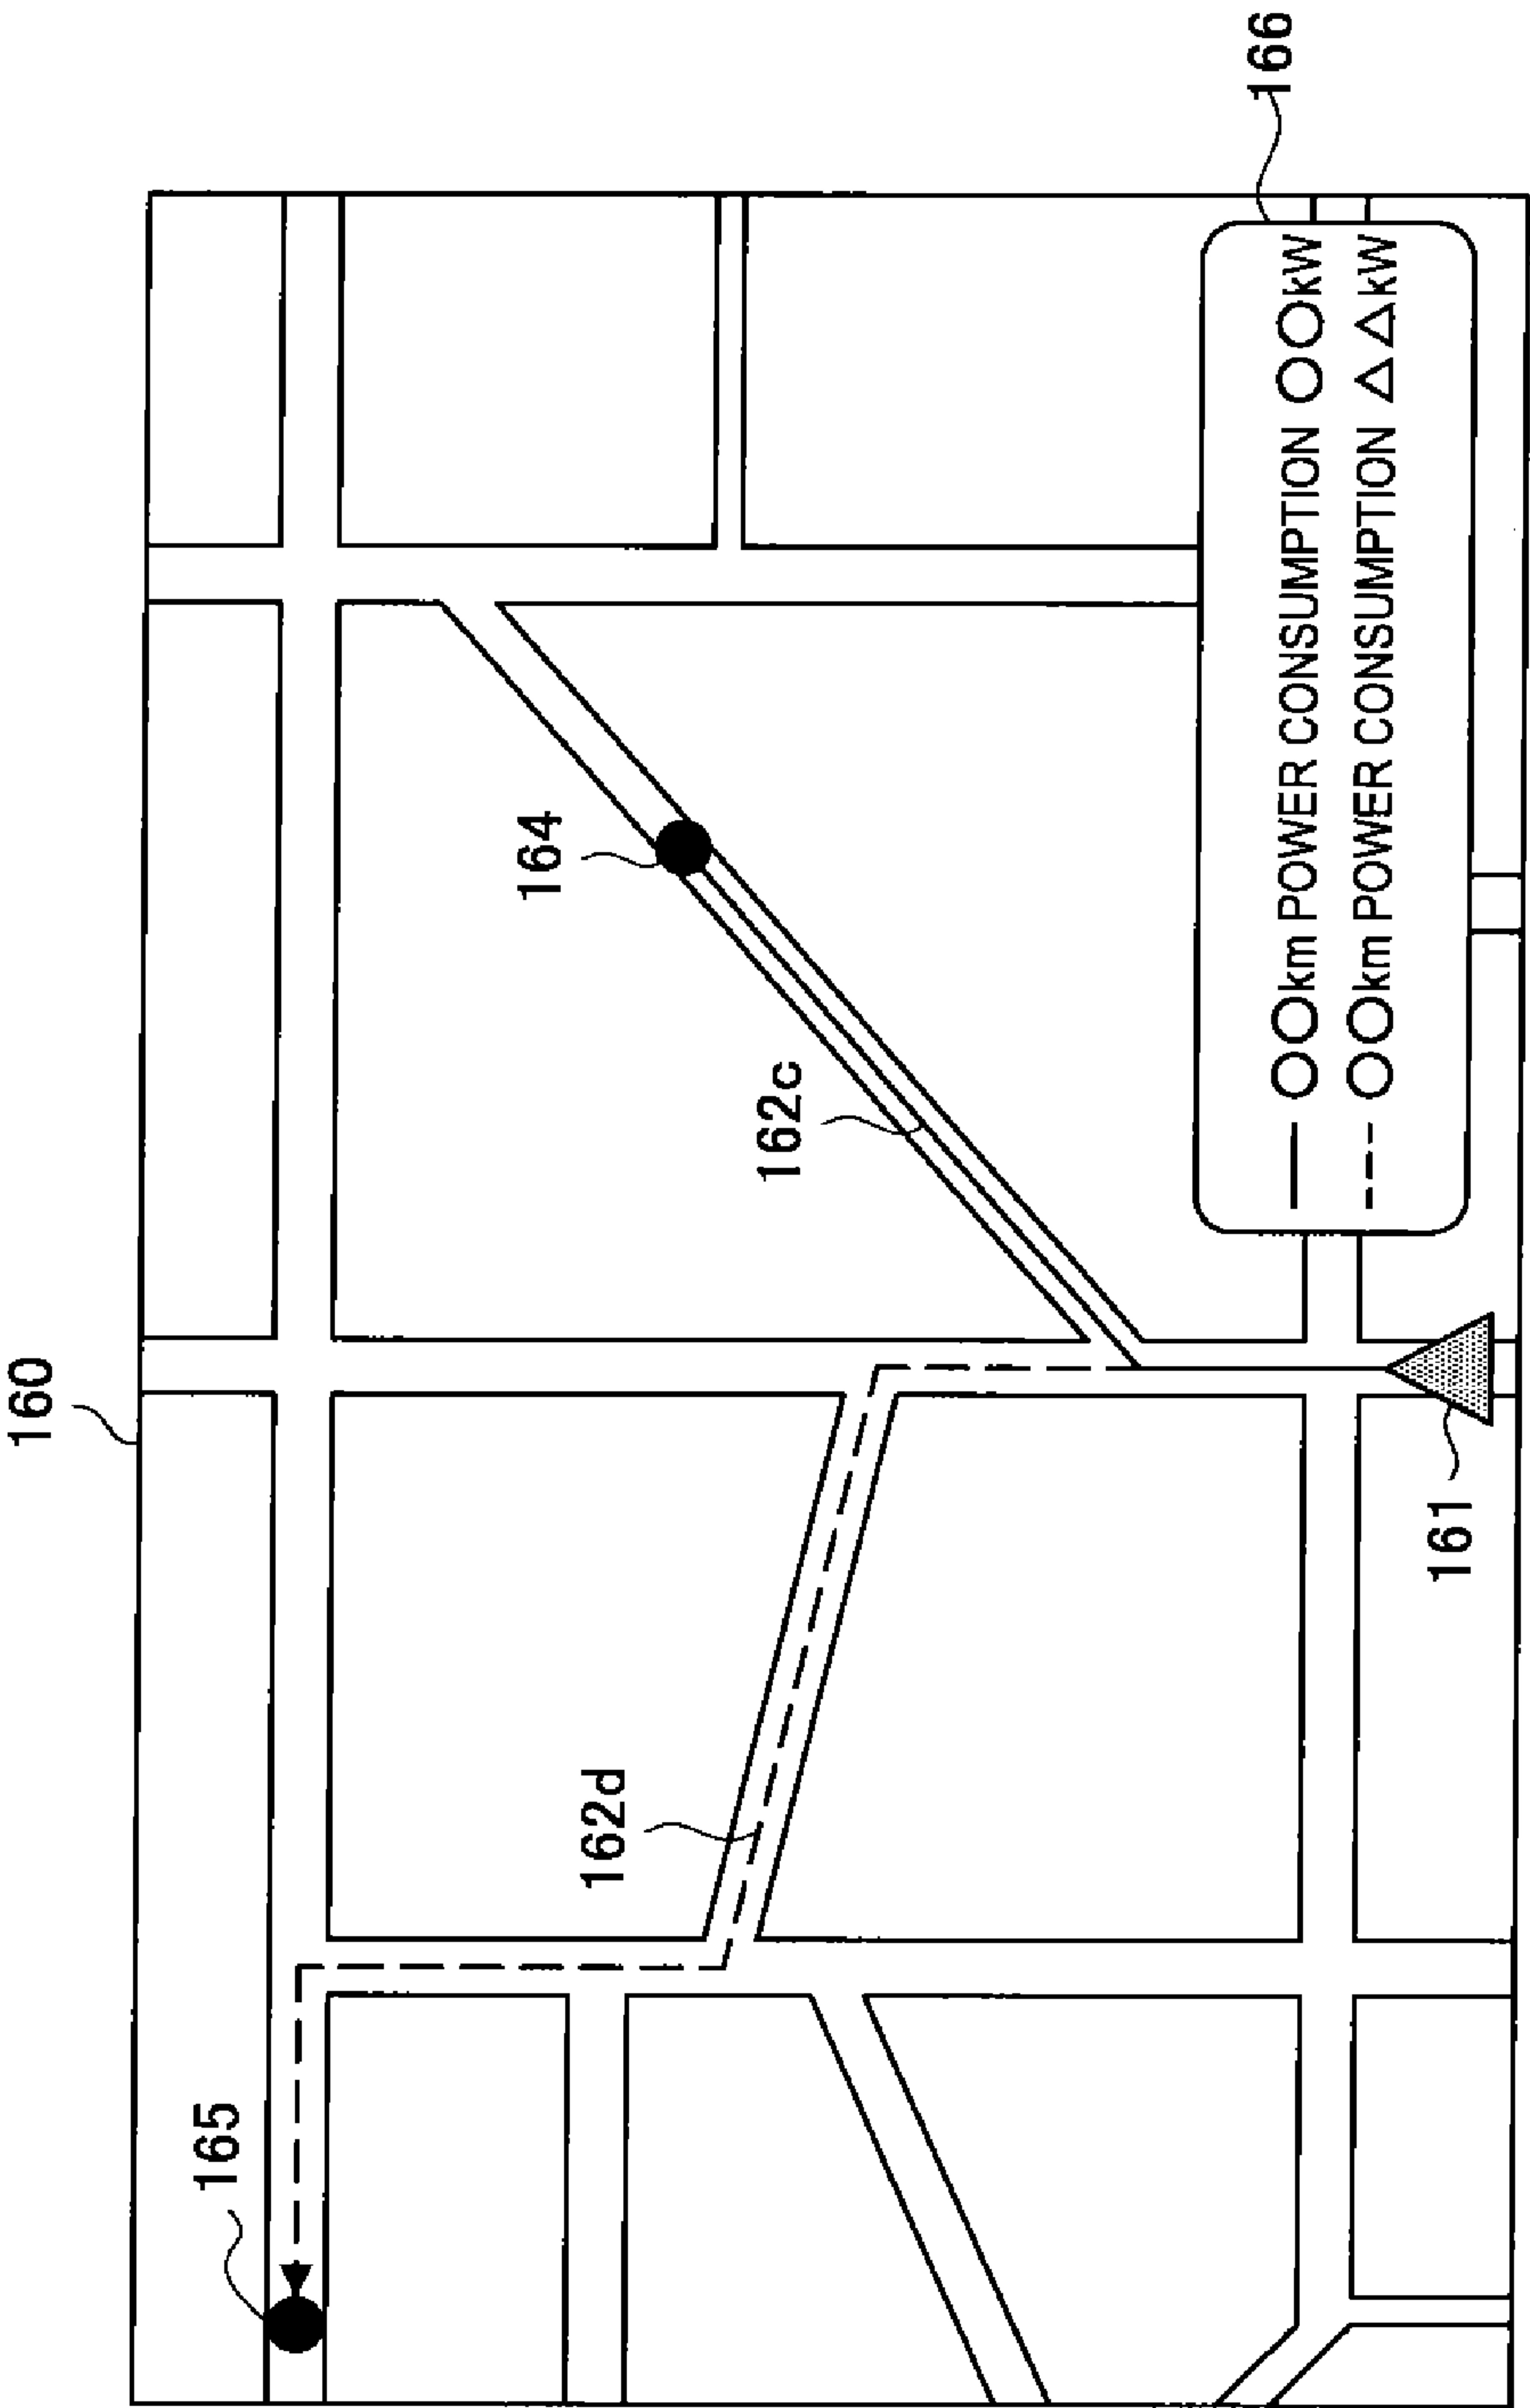 160
165
164
162d
162c
161
166
○○km POWER CONSUMPTION ○○kW
○○km POWER CONSUMPTION △△kW